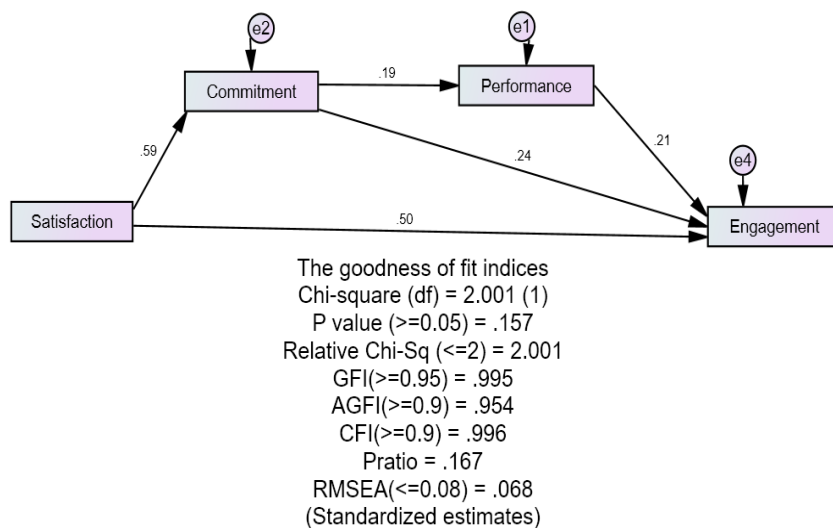 e2
e1
Commitment
.19
Performance
.59
.24
.21
e4
Satisfaction
.50
Engagement
The goodness of fit indices
Chi-square (df) = 2.001 (1)
P value (>=0.05) = .157
Relative Chi-Sq (<=2) = 2.001
GFI(>=0.95) = .995
AGFI(>=0.9) = .954
CFI(>=0.9) = .996
Pratio = .167
RMSEA(<=0.08) = .068
(Standardized estimates)